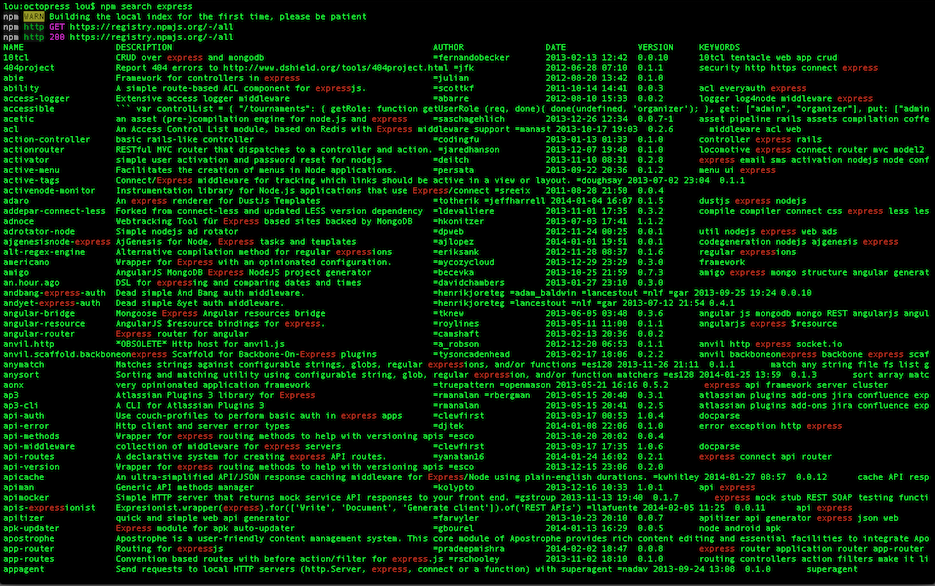 lou:octopress lou$ npm search express
npm WARN Building the local index for the first time, please be patient
npm http GET https://registry.npmjs.org/-/all
npm http 200 https://registry.npmjs.org/-/all
NAME DESCRIPTION AUTHOR DATE VERSION KEYWORDS
10tcl CRUD over express and mongodb =fernandobecker 2013-02-13 12:42 0.0.10 10tcl tentacle web app crud
404project Report 404 errors to http://www.dshield.org/tools/404project.html =jfk 2012-06-28 07:10 0.1.1 security http https connect express
abie Framework for controllers in express =julian 2012-08-20 13:42 0.1.0
ability A simple route-based ACL component for expressjs. =scottkf 2011-10-14 14:41 0.0.3 acl everyauth express
access-logger Extensive access logger middleware =abarre 2012-08-10 15:33 0.0.2 logger log4node middleware express
accessible ``` var controlList = { "/tournaments": { getRole: function getUserRole (req, done){ done(undefined, "organizer"); }, get: ["admin", "organizer"], put: ["admin
acetic an asset (pre-)compilation engine for node.js and express =saschagehlich 2013-12-26 12:34 0.0.7-1 asset pipeline rails assets compilation coffe
acl An Access Control List module, based on Redis with Express middleware support =manast 2013-10-17 19:03 0.2.6 middleware acl web
action-controller basic rails-like controller =codingfu 2013-01-13 01:33 0.1.0 controller express rails
actionrouter RESTful MVC router that dispatches to a controller and action. =jaredhanson 2013-12-07 19:40 0.1.0 locomotive express connect router mvc model2
activator simple user activation and password reset for nodejs =deitch 2013-11-10 08:31 0.2.8 express email sms activation nodejs node conf
active-menu Facilitates the creation of menus in Node applications. =persata 2013-09-22 20:36 0.1.2 menu ui express
active-tags Connect/Express middleware for tracking which links should be active in a view or layout. =doughsay 2013-07-02 23:04 0.1.1
activenode-monitor Instrumentation library for Node.js applications that use Express/connect =sreeix 2011-08-28 21:50 0.0.4
adaro An express renderer for DustJs Templates =totherik =jeffharrell 2014-01-04 16:07 0.1.5 dustjs express nodejs
addepar-connect-less Forked from connect-less and updated LESS version dependency =ldevalliere 2013-11-01 17:35 0.3.2 compile compiler connect css express less les
adnoce Webtracking Tool für Express based sites backed by MongoDB =hkonitzer 2013-07-03 17:41 1.1.2
adrotator-node Simple nodejs ad rotator =dpweb 2012-11-24 00:25 0.0.1 util nodejs express web ads
ajgenesisnode-express AjGenesis for Node, Express tasks and templates =ajlopez 2014-01-01 19:51 0.0.1 codegeneration nodejs ajgenesis express
alt-regex-engine Alternative compilation method for regular expressions =eriksank 2012-11-28 08:37 0.1.6 regular expressions
americano Wrapper for Express with an opinionated configuration. =mycozycloud 2013-12-29 23:29 0.3.0 framework
amigo AngularJS MongoDB Express NodeJS project generator =becevka 2013-10-25 21:59 0.7.3 amigo express mongo structure angular generat
an.hour.ago DSL for expressing and comparing dates and times =davidchambers 2013-01-27 23:10 0.3.0
andbang-express-auth Dead simple And Bang auth middleware. =henrikjoreteg =adam_baldwin =lancestout =nlf =gar 2013-09-25 19:24 0.0.10
andyet-express-auth Dead simple &yet auth middleware. =henrikjoreteg =lancestout =nlf =gar 2013-07-12 21:54 0.4.1
angular-bridge Mongoose Express Angular resources bridge =tknew 2013-06-05 03:48 0.3.6 angular js mongodb mongo REST angularjs angul
angular-resource AngularJS $resource bindings for express. =roylines 2013-05-11 11:00 0.1.1 angularjs express $resource
angular-router Express router for angular =camshaft 2013-02-13 20:36 0.0.2
anvil.http *OBSOLETE* Http host for anvil.js =a_robson 2012-12-20 06:53 0.1.1 anvil http express socket.io
anvil.scaffold.backboneonexpress Scaffold for Backbone-On-Express plugins =tysoncadenhead 2013-02-17 18:06 0.2.2 anvil backboneonexpress backbone express scaf
anymatch Matches strings against configurable strings, globs, regular expressions, and/or functions =es128 2013-11-26 21:11 0.1.1 match any string file fs list g
anysort Sorting and matching utility using configurable string, glob, regular expression, and/or function matchers =es128 2014-01-25 13:59 0.1.3 sort array matc
aonx very opinionated application framework =truepattern =openmason 2013-05-21 16:16 0.5.2 express api framework server cluster
ap3 Atlassian Plugins 3 library for Express =rmanalan =rbergman 2013-05-15 20:40 0.3.1 atlassian plugins add-ons jira confluence exp
ap3-cli A CLI for Atlassian Plugins 3 =rmanalan 2013-05-15 20:41 0.2.5 atlassian plugins add-ons jira confluence exp
api-auth Use couch-profiles to perform basic auth in express apps =clewfirst 2013-03-17 00:53 1.0.4 docparse
api-error Http client and server error types =djtek 2014-01-08 22:06 0.1.0 error exception http express
api-methods Wrapper for express routing methods to help with versioning apis =esco 2013-10-20 20:02 0.0.4
api-middleware collection of middleware for express servers =clewfirst 2013-03-17 17:35 1.0.6 docparse
api-routes A declarative system for creating express API routes. =yanatan16 2014-01-24 16:02 0.2.1 express connect api router
api-version Wrapper for express routing methods to help with versioning apis =esco 2012-12-15 23:06 0.2.0
apicache An ultra-simplified API/JSON response caching middleware for Express/Node using plain-english durations. =kwhitley 2014-01-27 08:57 0.0.12 cache API resp
apiman Generic API methods manager =kolypto 2013-12-16 10:33 1.0.1 api express
apimocker Simple HTTP server that returns mock service API responses to your front end. =gstroup 2013-11-13 19:40 0.1.7 express mock stub REST SOAP testing functi
apis-expressionist Expresionist.wrapper(express).for(['Write', 'Document', 'Generate client']).of('REST APIs') =llafuente 2014-02-05 11:25 0.0.11 api express
apitizer quick and simple web api generator =farwyler 2013-10-23 20:10 0.0.7 apitizer api generator express json web
apk-updater Express module for apk auto-updater =gbourel 2014-01-13 16:29 0.0.5 node android apk
apostrophe Apostrophe is a user-friendly content management system. This core module of Apostrophe provides rich content editing and essential facilities to integrate Apo
app-router Routing for expressjs =pradeepmishra 2014-02-02 18:47 0.0.8 express router application router app-router
app-routes Convention based routes with before action/filter for express.js =rschooley 2013-11-02 18:10 0.1.0 routing controllers action filters make it li
appagent Send requests to local HTTP servers (http.Server, express, connect or a function) with superagent =nadav 2013-09-24 13:08 0.1.0 superagent